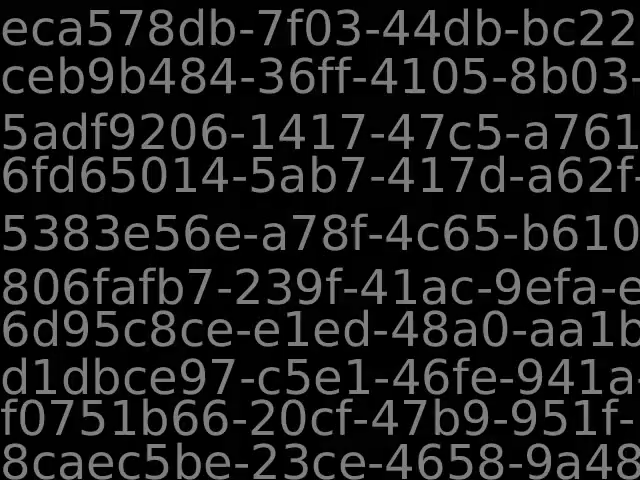 eca578db-7f03-44db-bc22
ceb9b484-36ff-4105-8b03-
5adf9206-1417-47c5-a761
6fd65014-5ab7-417d-a62f-
5383e56e-a78f-4c65-b610
806fafb7-239f-41ac-9efa-e
6d95c8ce-e1ed-48a0-aa1b
d1dbce97-c5e1-46fe-941a-
f0751b66-20cf-47b9-951f-
8caec5be-23ce-4658-9a48